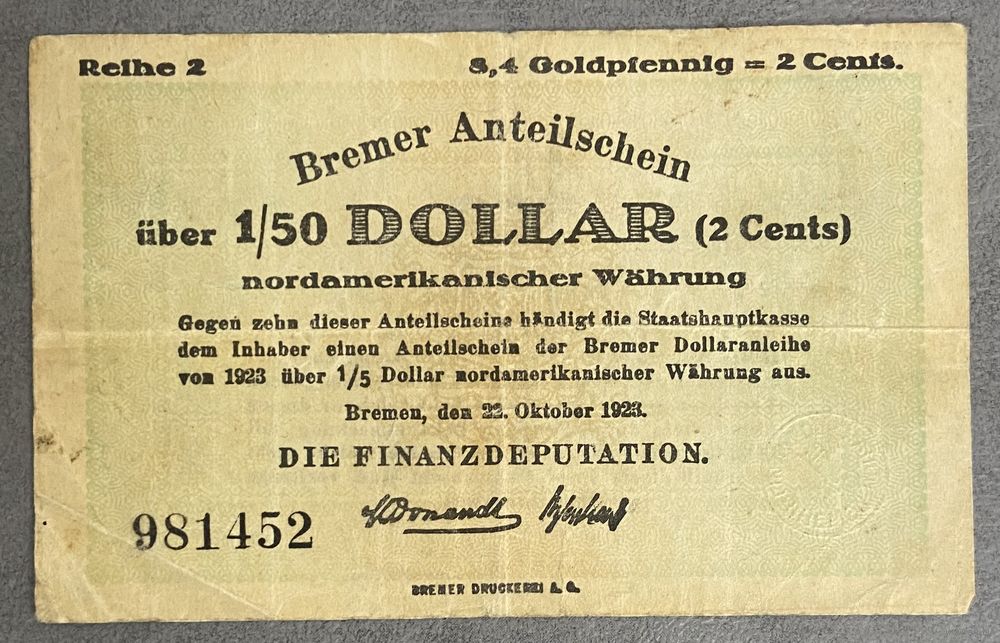 Reihe 2
8,4 Goldpfennig = 2 Cents.
Bremer Anteilschein
über 1/50 DOLLAR (2 Cents)
nordamerikanischer Währung
Gegen zehn dieser Anteilscheine händigt die Staatshauptkasse
dem Inhaber einen Anteilschein der Bremer Dollaranleihe
von 1923 über 1/5 Dollar nordamerikanischer Währung aus.
Bremen, den 22. Oktober 1923.
DIE FINANZDEPUTATION.
Donandt
981452
BREMER DRUCKEREI A. G.